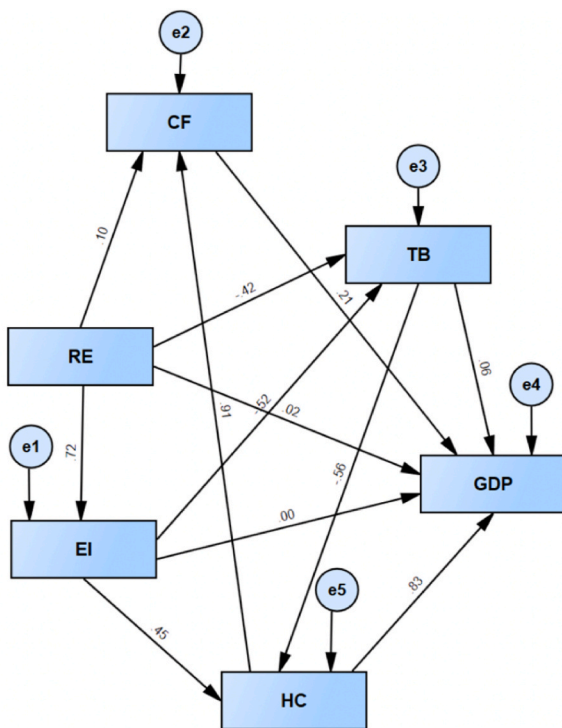 e2
CF
e3
TB
.10
-.42
.21
RE
.06
e4
-.52
.02
.91
e1
.72
-.56
GDP
EI
.00
e5
.83
.45
HC